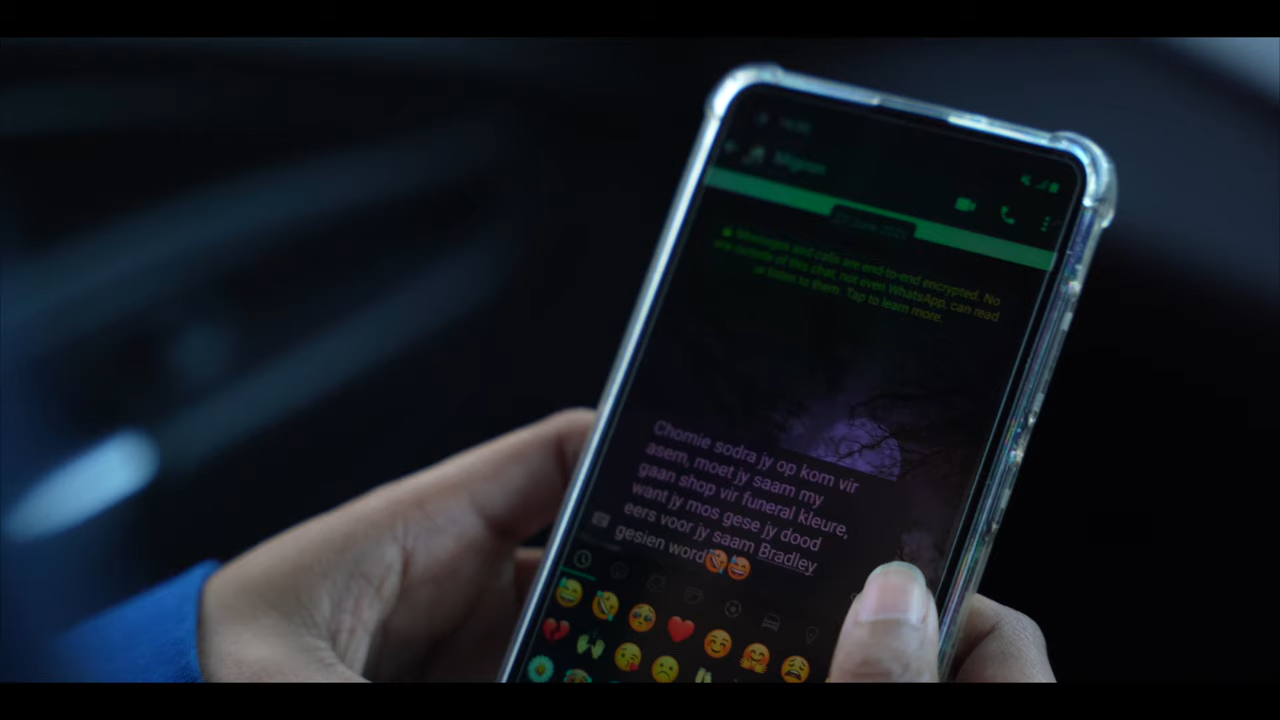 Messages and calls are end-to-end encrypted. No
one outside of this chat, not even WhatsApp, can read
or listen to them. Tap to learn more.
Chomie sodra jy op kom vir
asem, moet jy saam my
gaan shop vir funeral kleure,
want jy mos gese jy dood
eers voor jy saam Bradley
gesien word🤣😅